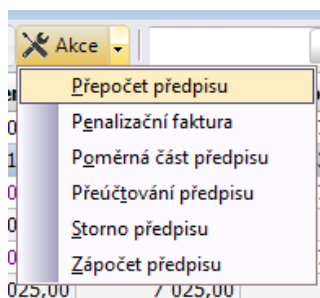 Akce
Přepočet předpisu
Penalizační faktura
Poměrná část předpisu
Přeúčtování předpisu
Storno předpisu
Zápočet předpisu
025,00 7 025,00